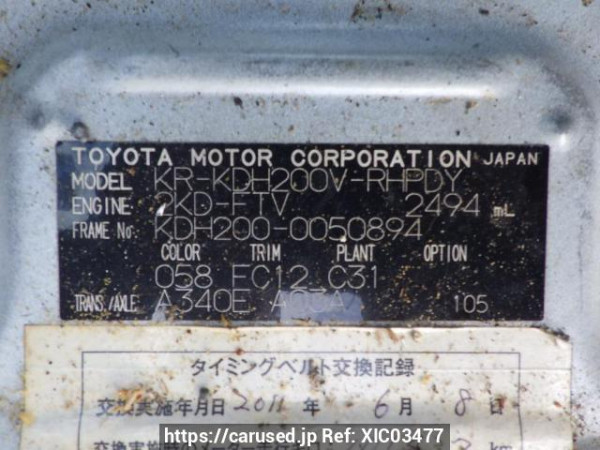 TOYOTA MOTOR CORPORATION JAPAN
MODEL KR-KDH200V-RHPDY
ENGINE 2KD-FTV 2494 mL
FRAME No. KDH200-0050894
COLOR TRIM PLANT OPTION
058 FC12 C31
TRANS./AXLE A340E 105
タイミングベルト交換記録
交換実施年月日 2011 年 6 月 8 日
km
https://carused.jp Ref: XIC03477